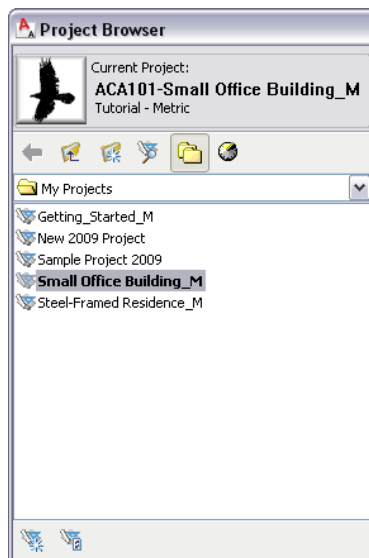 Project Browser
Current Project:
ACA101-Small Office Building_M
Tutorial - Metric
My Projects
Getting_Started_M
New 2009 Project
Sample Project 2009
Small Office Building_M
Steel-Framed Residence_M